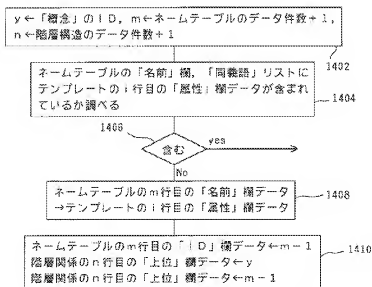 y←「概念」のID，m←ネームテーブルのデータ件数＋1，
n←階層構造のデータ件数＋1
1402
ネームテーブルの「名前」欄，「同義語」リストに
テンプレートのi行目の「属性」欄データが含まれ
ているか調べる
1404
1406
含む
yes
No
ネームテーブルのm行目の「名前」欄データ
→テンプレートのi行目の「属性」欄データ
1408
ネームテーブルのm行目の「ID」欄データ←m－1
階層関係のn行目の「上位」欄データ←y
階層関係のn行目の「上位」欄データ←m－1
1410